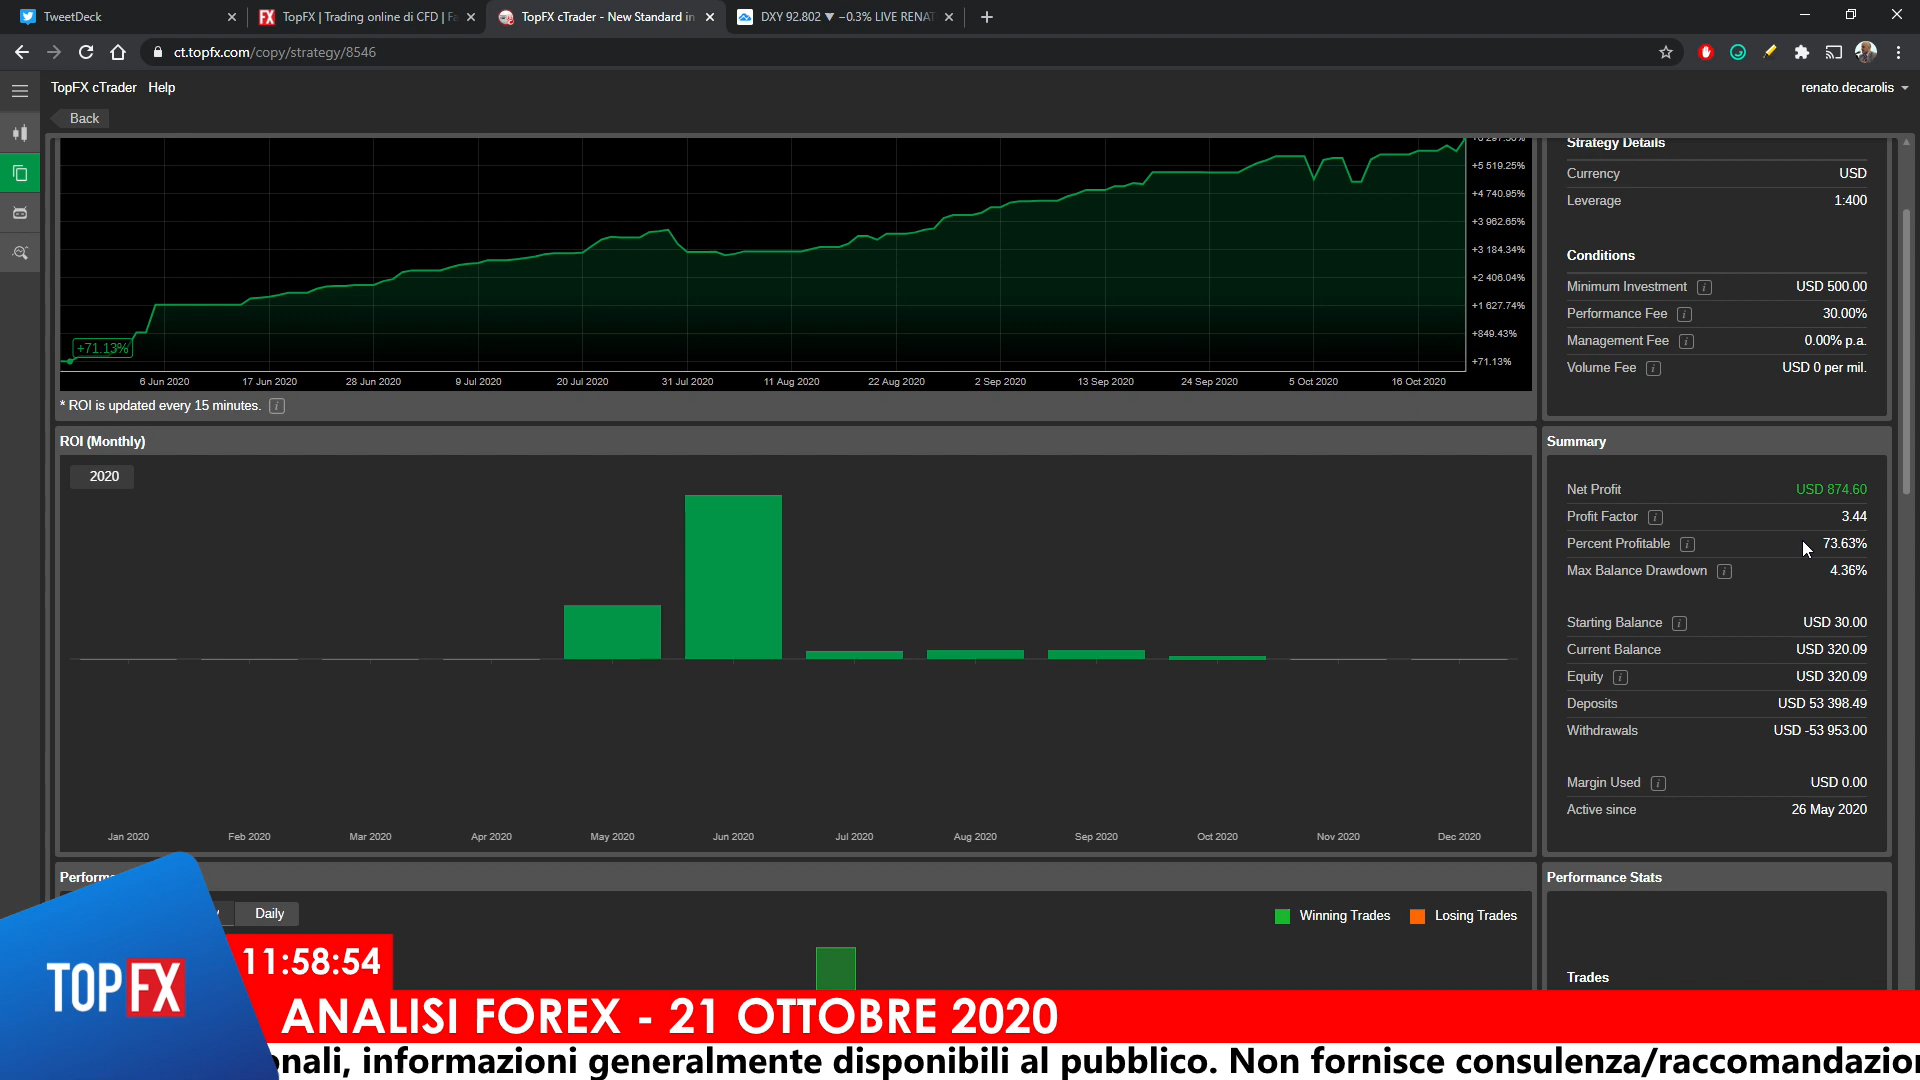 TweetDeck
TopFX | Trading online di CFD | Fa
TopFX cTrader - New Standard in
DXY 92.802 ▼ −0.3% LIVE RENAT
ct.topfx.com/copy/strategy/8546
TopFX cTrader Help
renato.decarolis
Back
+5 519.25%
+4 740.95%
+3 962.65%
+3 184.34%
+2 406.04%
+1 627.74%
+849.43%
+71.13%
+71.13%
6 Jun 2020 17 Jun 2020 28 Jun 2020 9 Jul 2020 20 Jul 2020 31 Jul 2020 11 Aug 2020 22 Aug 2020 2 Sep 2020 13 Sep 2020 24 Sep 2020 5 Oct 2020 16 Oct 2020
* ROI is updated every 15 minutes.
Strategy Details
Currency USD
Leverage 1:400
Conditions
Minimum Investment USD 500.00
Performance Fee 30.00%
Management Fee 0.00% p.a.
Volume Fee USD 0 per mil.
ROI (Monthly)
2020
Jan 2020 Feb 2020 Mar 2020 Apr 2020 May 2020 Jun 2020 Jul 2020 Aug 2020 Sep 2020 Oct 2020 Nov 2020 Dec 2020
Summary
Net Profit USD 874.60
Profit Factor 3.44
Percent Profitable 73.63%
Max Balance Drawdown 4.36%
Starting Balance USD 30.00
Current Balance USD 320.09
Equity USD 320.09
Deposits USD 53 398.49
Withdrawals USD -53 953.00
Margin Used USD 0.00
Active since 26 May 2020
Daily
Winning Trades Losing Trades
Performance Stats
Trades
TOPFX
11:58:54
ANALISI FOREX - 21 OTTOBRE 2020
onali, informazioni generalmente disponibili al pubblico. Non fornisce consulenza/raccomandazio